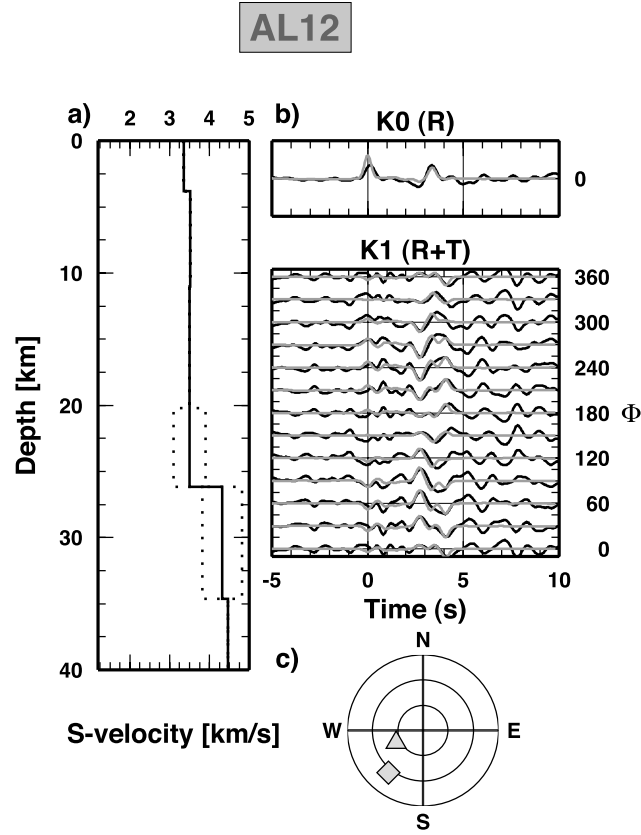 AL12
a)
2 3 4 5
0
10
20
30
40
Depth [km]
S-velocity [km/s]
b)
K0 (R)
0
K1 (R+T)
360
300
240
180 Φ
120
60
0
-5 0 5 10
Time (s)
c)
N
W E
S